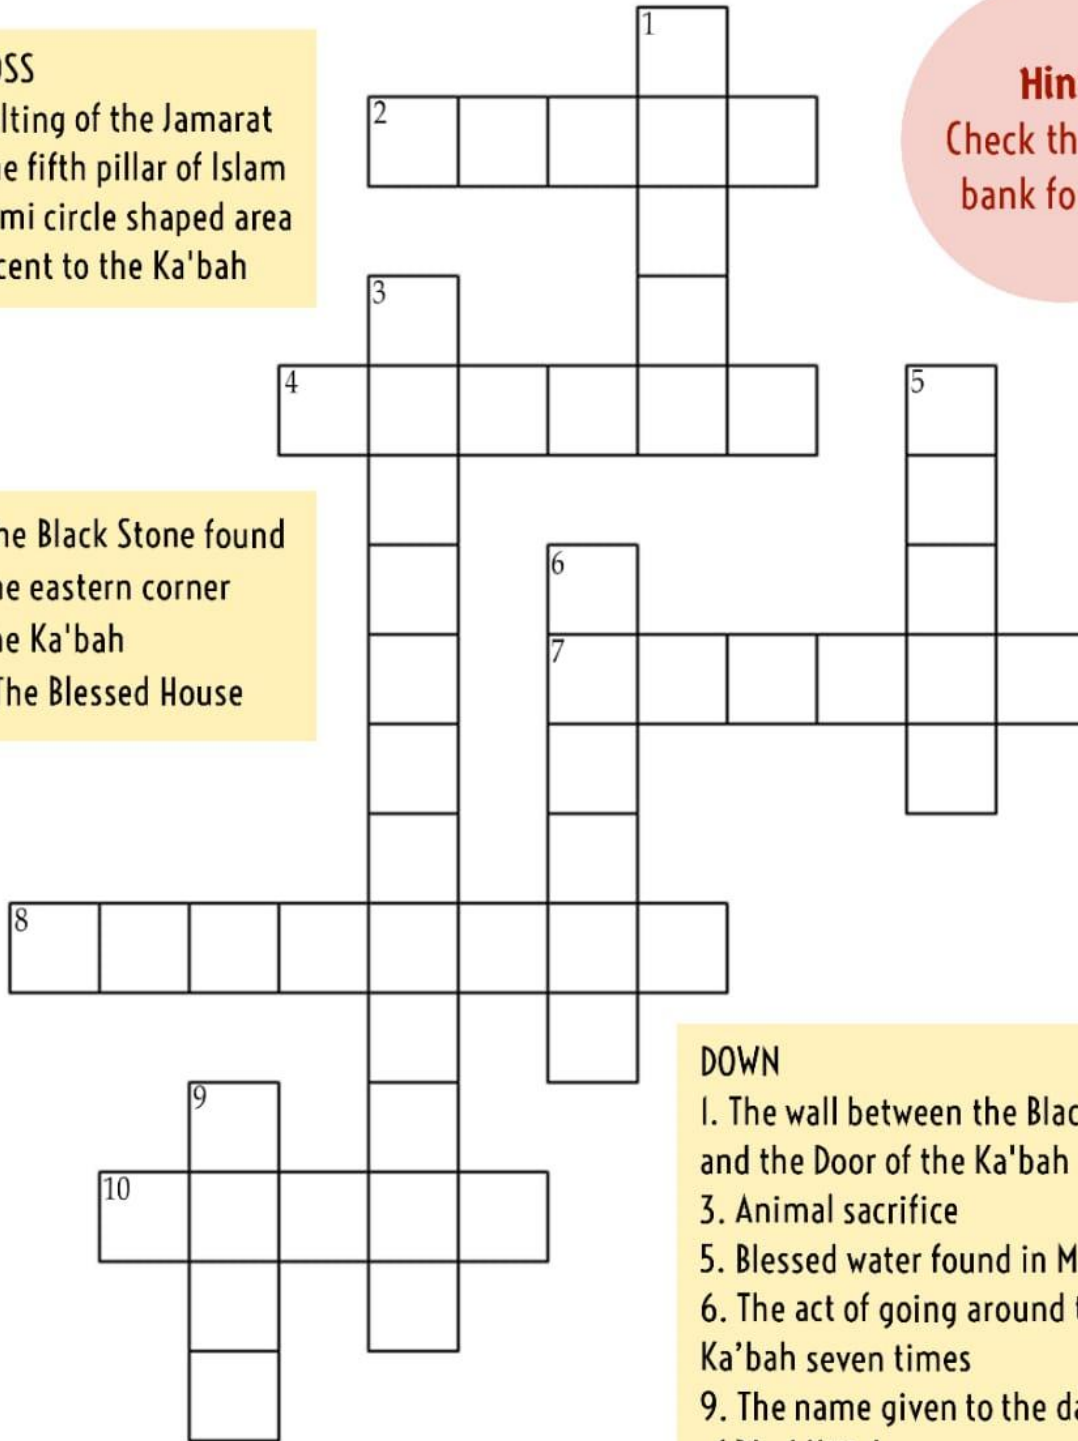 OSS
lting of the Jamarat
e fifth pillar of Islam
mi circle shaped area
cent to the Ka'bah
Hin
Check th
bank fo
1
2
3
4
5
he Black Stone found
he eastern corner
he Ka'bah
The Blessed House
6
7
8
9
10
DOWN
1. The wall between the Blac
and the Door of the Ka'bah
3. Animal sacrifice
5. Blessed water found in M
6. The act of going around t
Ka’bah seven times
9. The name given to the da